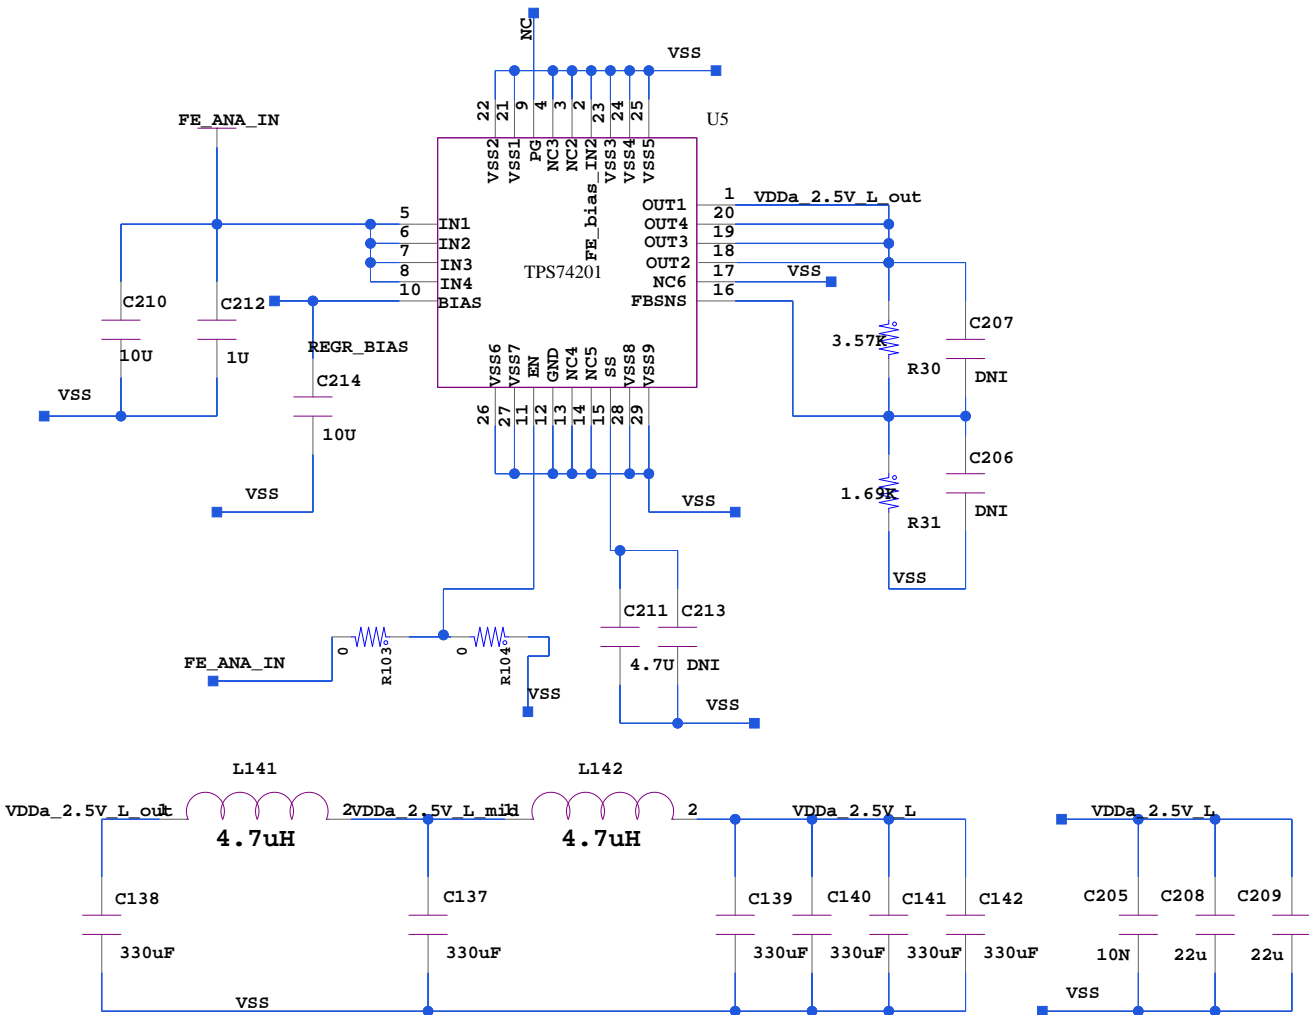 NC
VSS
22 21 9 4 3 2 23 24 25
U5
FE_ANA_IN
VSS2 VSS1 PG NC3 NC2 FE_bias_IN2 VSS3 VSS4 VSS5
1 VDDa_2.5V_L_out
OUT1
20
OUT4
19
OUT3
18
OUT2
17 VSS
NC6
16
FBSNS
5 IN1
6 IN2
7 IN3
8 IN4
10 BIAS
TPS74201
C210
10U
C212
1U
REGR_BIAS
C214
10U
VSS
VSS
VSS6 VSS7 EN GND NC4 NC5 SS VSS8 VSS9
26 27 11 12 13 14 15 28 29
VSS
3.57K
R30
C207
DNI
1.69K
R31
C206
DNI
VSS
C211
4.7U
C213
DNI
VSS
FE_ANA_IN
0 R103
0 R104
VSS
L141
L142
VDDa_2.5V_L_out 1 2 VDDa_2.5V_L_mid 1 2 VDDa_2.5V_L VDDa_2.5V_L
4.7uH
4.7uH
C138 C137 C139 C140 C141 C142 C205 C208 C209
330uF 330uF 330uF 330uF 330uF 330uF 10N 22u 22u
VSS VSS